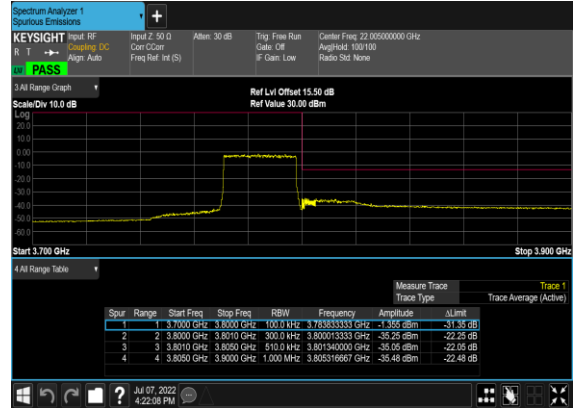 Spectrum Analyzer 1
Spurious Emissions
+
KEYSIGHT Input: RF Input Z: 50 Ω Atten: 30 dB Trig: Free Run Center Freq: 22.005000000 GHz
R T Coupling: DC Corr CCorr Gate: Off Avg|Hold: 100/100
Align: Auto Freq Ref: Int (S) IF Gain: Low Radio Std: None
PASS
3 All Range Graph
Ref Lvl Offset 15.50 dB
Scale/Div 10.0 dB Ref Value 30.00 dBm
Log
20.0
10.0
0.00
-10.0
-20.0
-30.0
-40.0
-50.0
-60.0
Start 3.700 GHz Stop 3.900 GHz
4 All Range Table
Measure Trace Trace 1
Trace Type Trace Average (Active)
Spur Range Start Freq Stop Freq RBW Frequency Amplitude ΔLimit
1 1 3.7000 GHz 3.8000 GHz 100.0 kHz 3.783833333 GHz -1.355 dBm -31.35 dB
2 2 3.8000 GHz 3.8010 GHz 300.0 kHz 3.800013333 GHz -35.25 dBm -22.25 dB
3 3 3.8010 GHz 3.8050 GHz 510.0 kHz 3.801340000 GHz -35.05 dBm -22.05 dB
4 4 3.8050 GHz 3.9000 GHz 1.000 MHz 3.805316667 GHz -35.48 dBm -22.48 dB
? Jul 07, 2022
4:22:08 PM